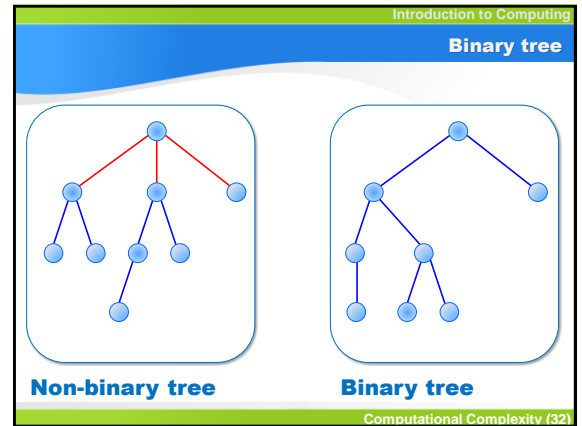 Introduction to Computing
Binary tree
Non-binary tree
Binary tree
Computational Complexity (32)